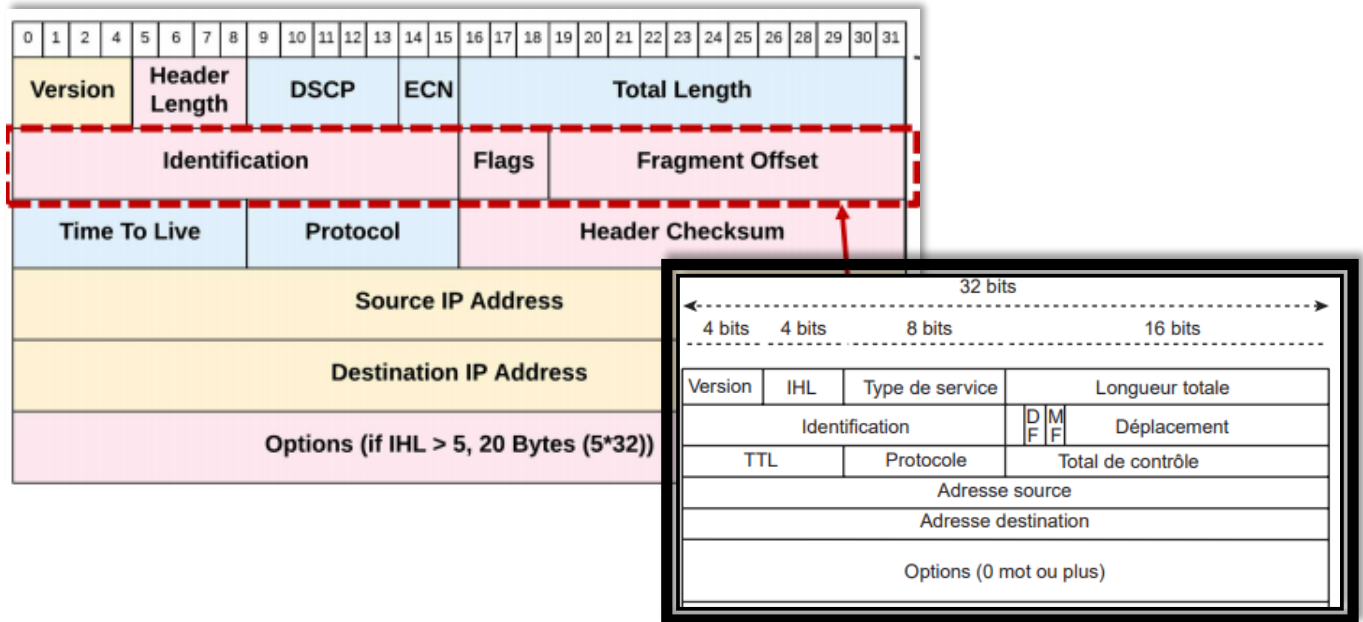 0 1 2 4 5 6 7 8 9 10 11 12 13 14 15 16 17 18 19 20 21 22 23 24 25 26 28 29 30 31
Version Header Length DSCP ECN Total Length
Identification Flags Fragment Offset
Time To Live Protocol Header Checksum
Source IP Address
Destination IP Address
Options (if IHL > 5, 20 Bytes (5*32))
32 bits
4 bits 4 bits 8 bits 16 bits
Version IHL Type de service Longueur totale
Identification DF MF Déplacement
TTL Protocole Total de contrôle
Adresse source
Adresse destination
Options (0 mot ou plus)